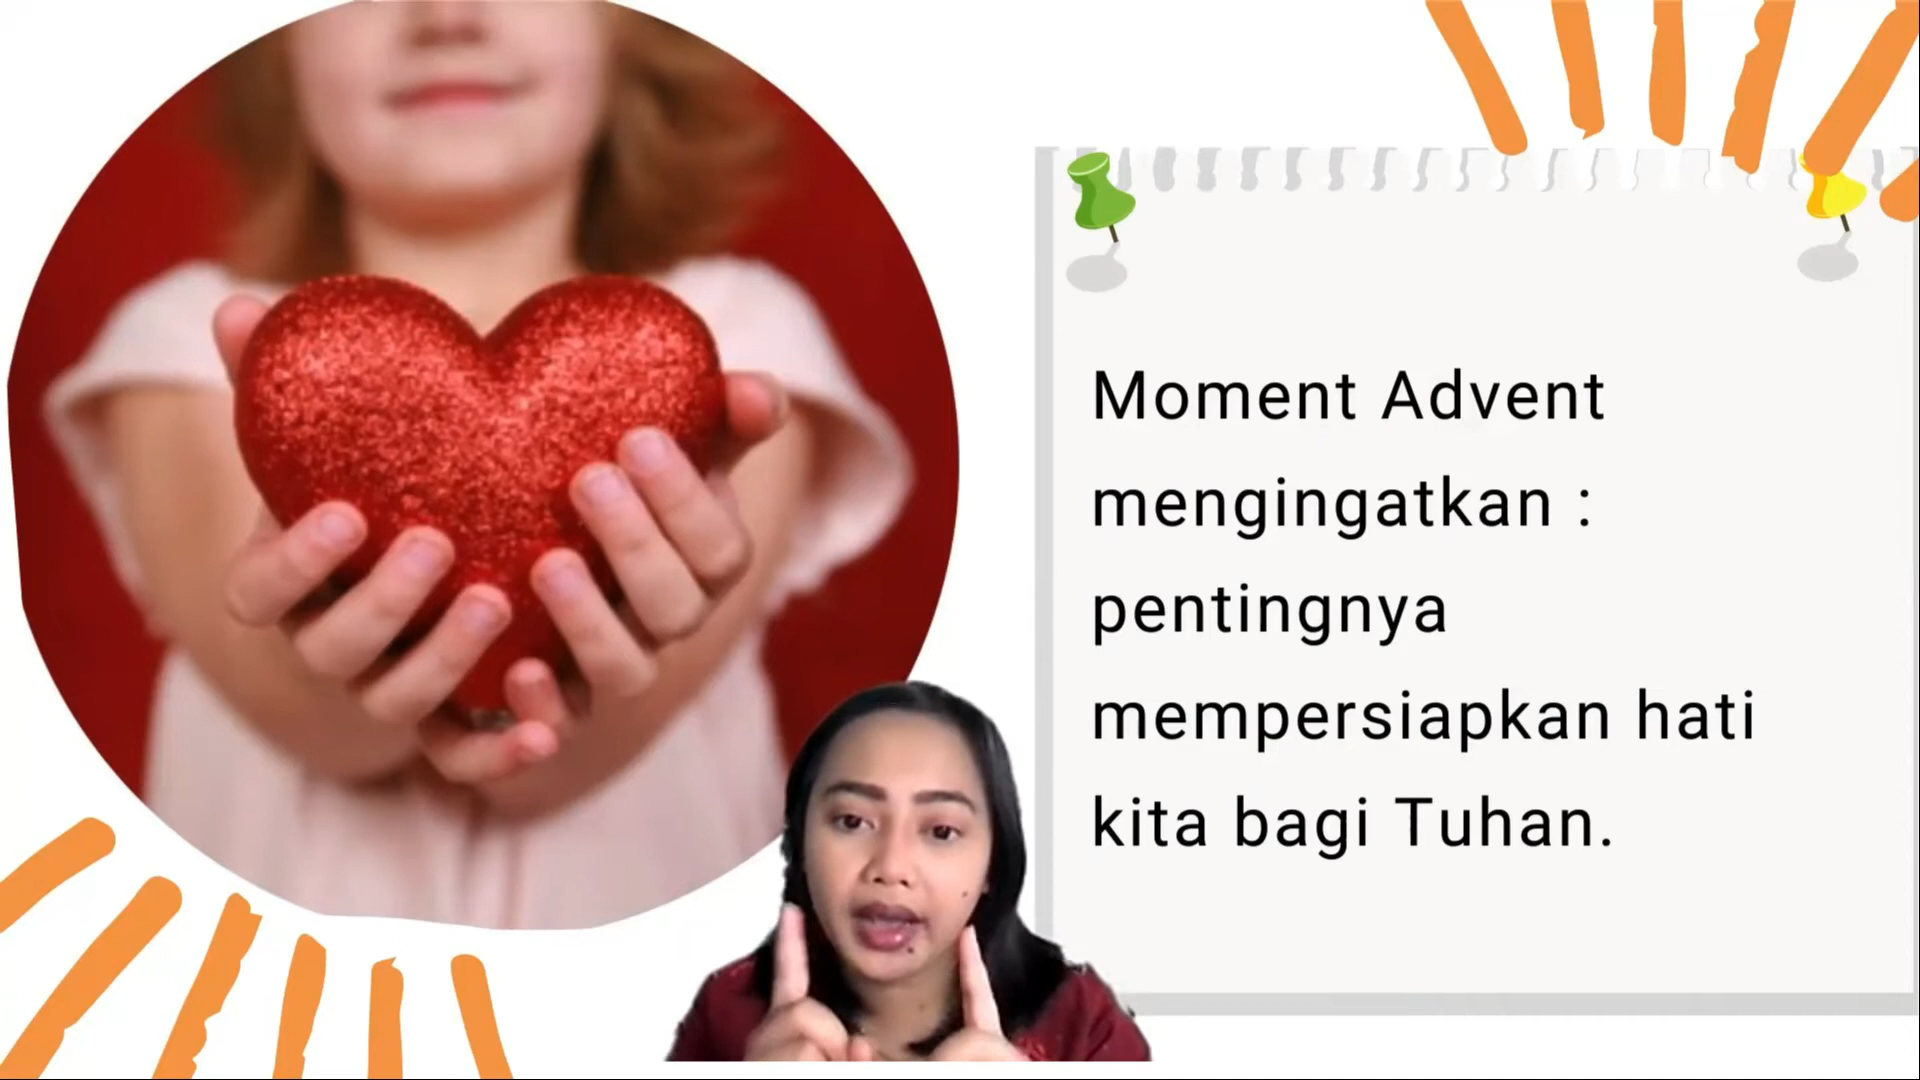 Moment Advent
mengingatkan :
pentingnya
mempersiapkan hati
kita bagi Tuhan.